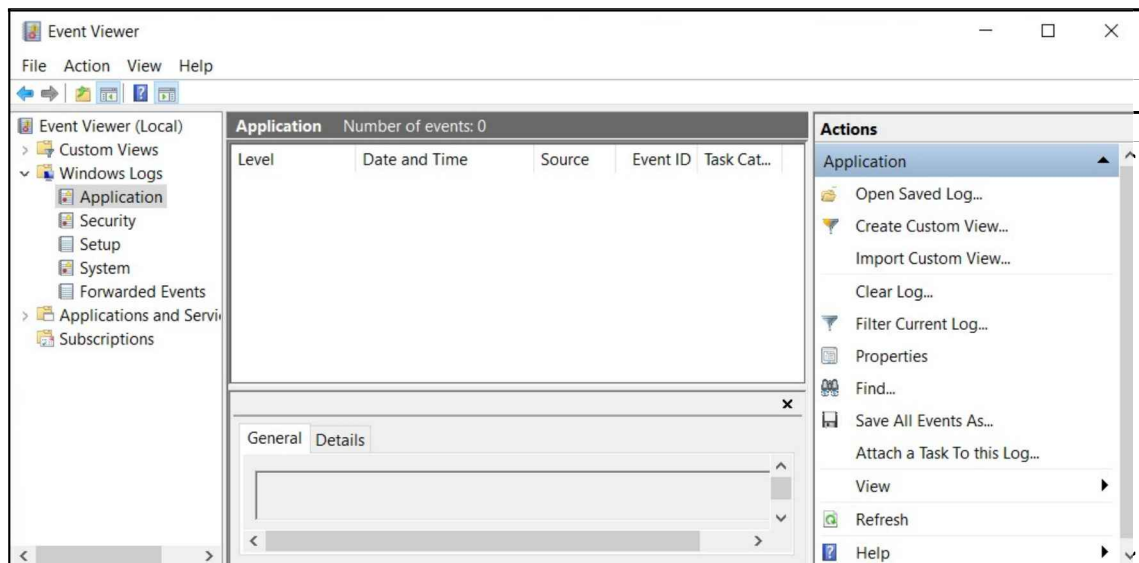 Event Viewer
File Action View Help
Event Viewer (Local)
Custom Views
Windows Logs
Application
Security
Setup
System
Forwarded Events
Applications and Servi
Subscriptions
Application Number of events: 0
Level Date and Time Source Event ID Task Cat...
General Details
Actions
Application
Open Saved Log...
Create Custom View...
Import Custom View...
Clear Log...
Filter Current Log...
Properties
Find...
Save All Events As...
Attach a Task To this Log...
View
Refresh
Help